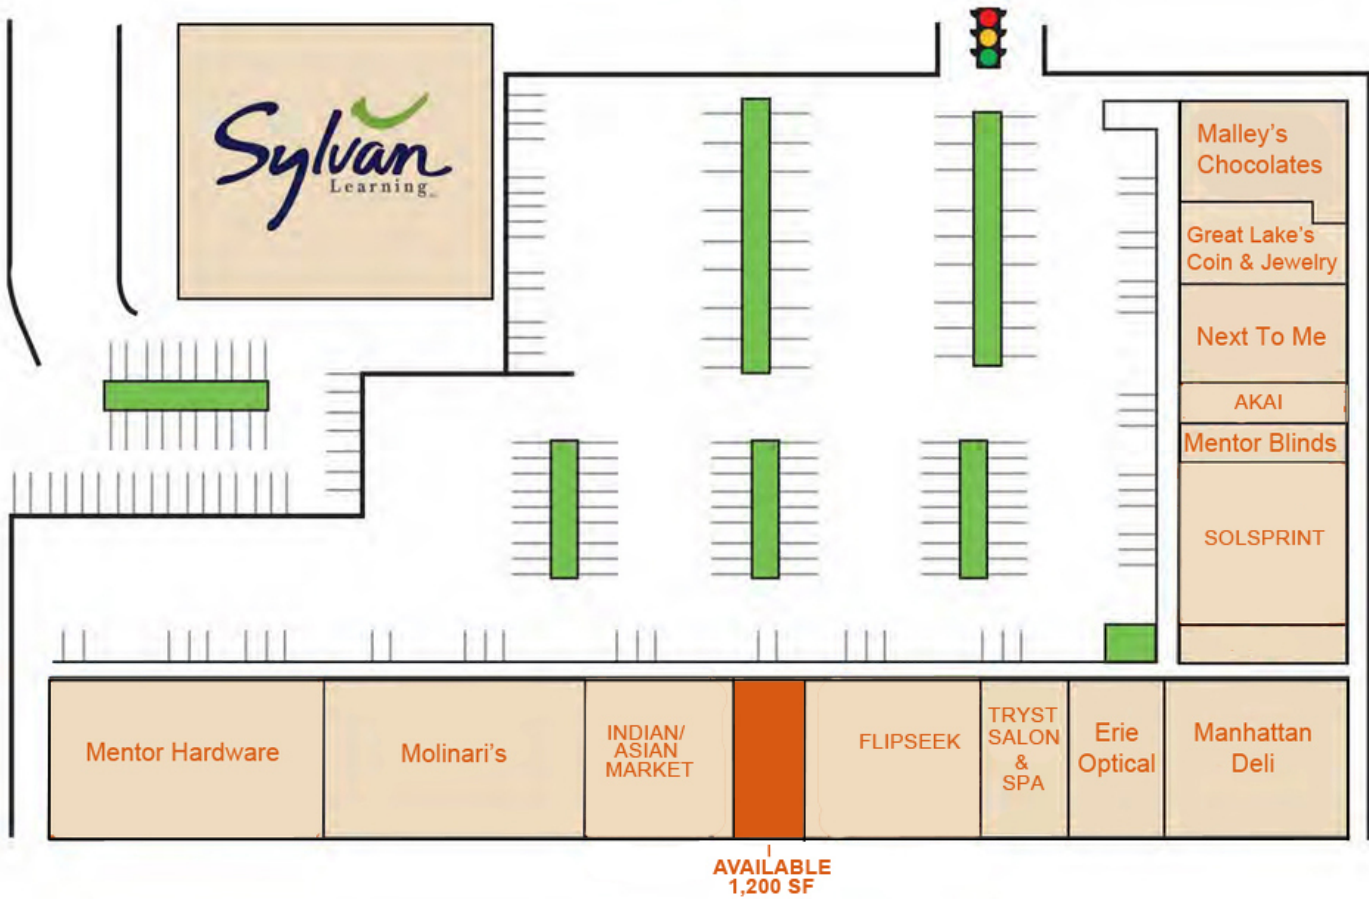 Sylvan
Learning
Malley's
Chocolates
Great Lake's
Coin & Jewelry
Next To Me
AKAI
Mentor Blinds
SOLSPRINT
Mentor Hardware
Molinari's
INDIAN/
ASIAN
MARKET
FLIPSEEK
TRYST
SALON
&
SPA
Erie
Optical
Manhattan
Deli
AVAILABLE
1,200 SF